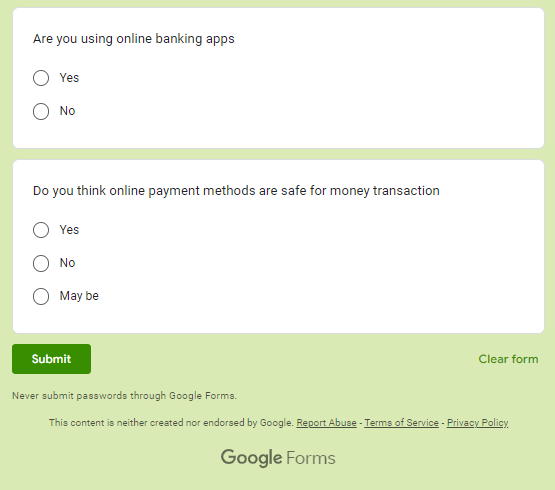 Are you using online banking apps
Yes
No
Do you think online payment methods are safe for money transaction
Yes
No
May be
Submit
Clear form
Never submit passwords through Google Forms.
This content is neither created nor endorsed by Google. Report Abuse - Terms of Service - Privacy Policy
Google Forms